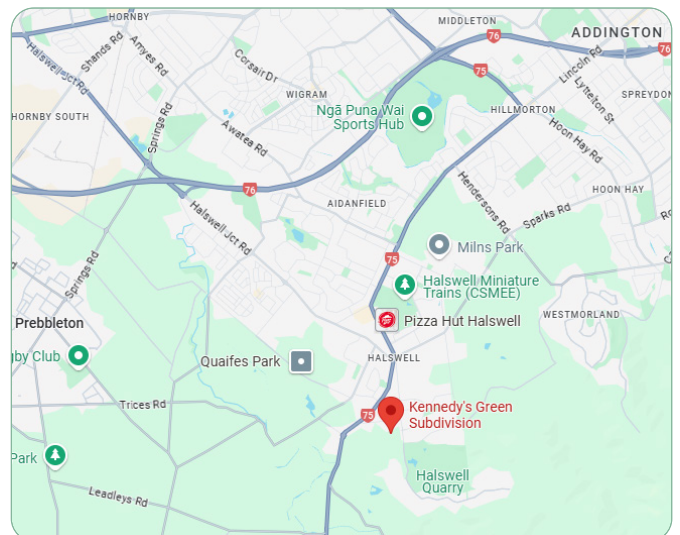 HORNBY
MIDDLETON
ADDINGTON
76
76
Halswell Jct Rd
Shands Rd
Amyes Rd
Corsair Dr
75
Lincoln Rd
Lyttelton St
WIGRAM
SPREYDON
HORNBY SOUTH
Springs Rd
Ngā Puna Wai
Sports Hub
HILLMORTON
Awatea Rd
Hoon Hay Rd
76
HOON HAY
AIDANFIELD
Hendersons Rd
Halswell Jct Rd
Sparks Rd
Milns Park
75
Springs Rd
Halswell Miniature
Trains (CSMEE)
Prebbleton
Pizza Hut Halswell
WESTMORLAND
gby Club
Quaifes Park
HALSWELL
Trices Rd
75
Kennedy's Green
Subdivision
Park
Halswell
Quarry
Leadleys Rd